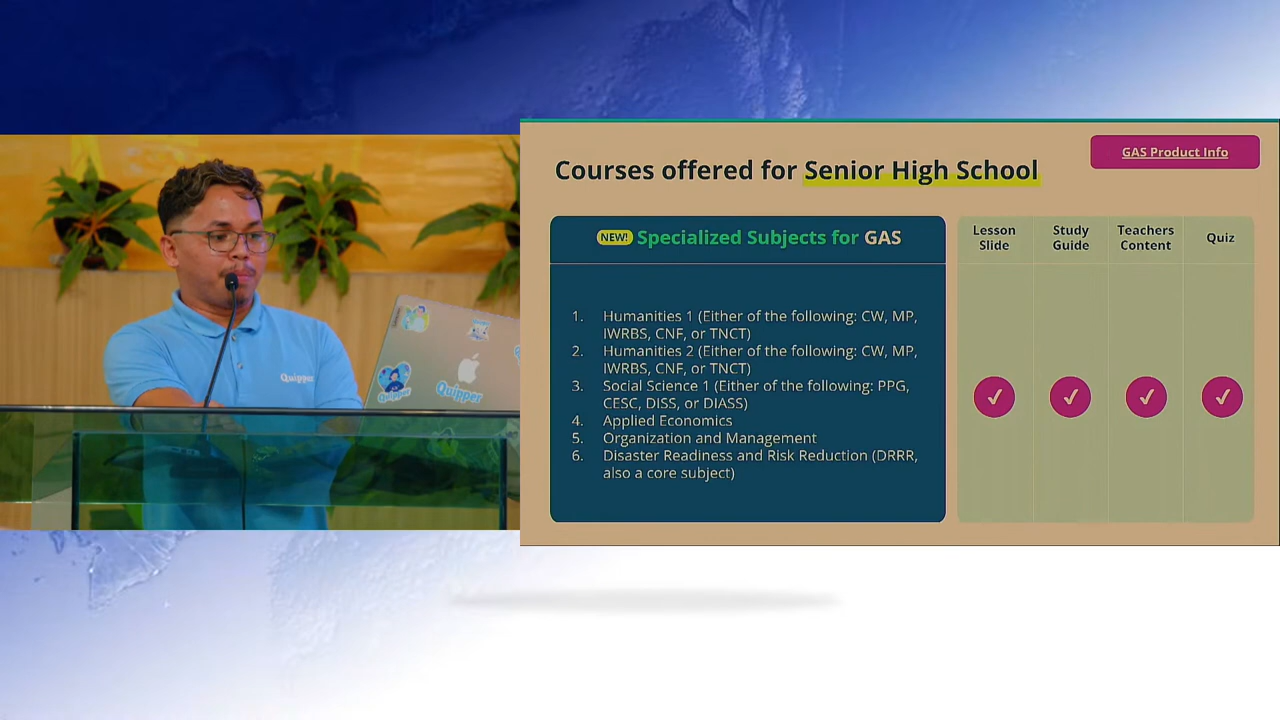 Quipper
Quipper
Quipper
GAS Product Info
Courses offered for Senior High School
NEW! Specialized Subjects for GAS
Lesson Slide
Study Guide
Teachers Content
Quiz
1. Humanities 1 (Either of the following: CW, MP,
IWRBS, CNF, or TNCT)
2. Humanities 2 (Either of the following: CW, MP,
IWRBS, CNF, or TNCT)
3. Social Science 1 (Either of the following: PPG,
CESC, DISS, or DIASS)
4. Applied Economics
5. Organization and Management
6. Disaster Readiness and Risk Reduction (DRRR,
also a core subject)